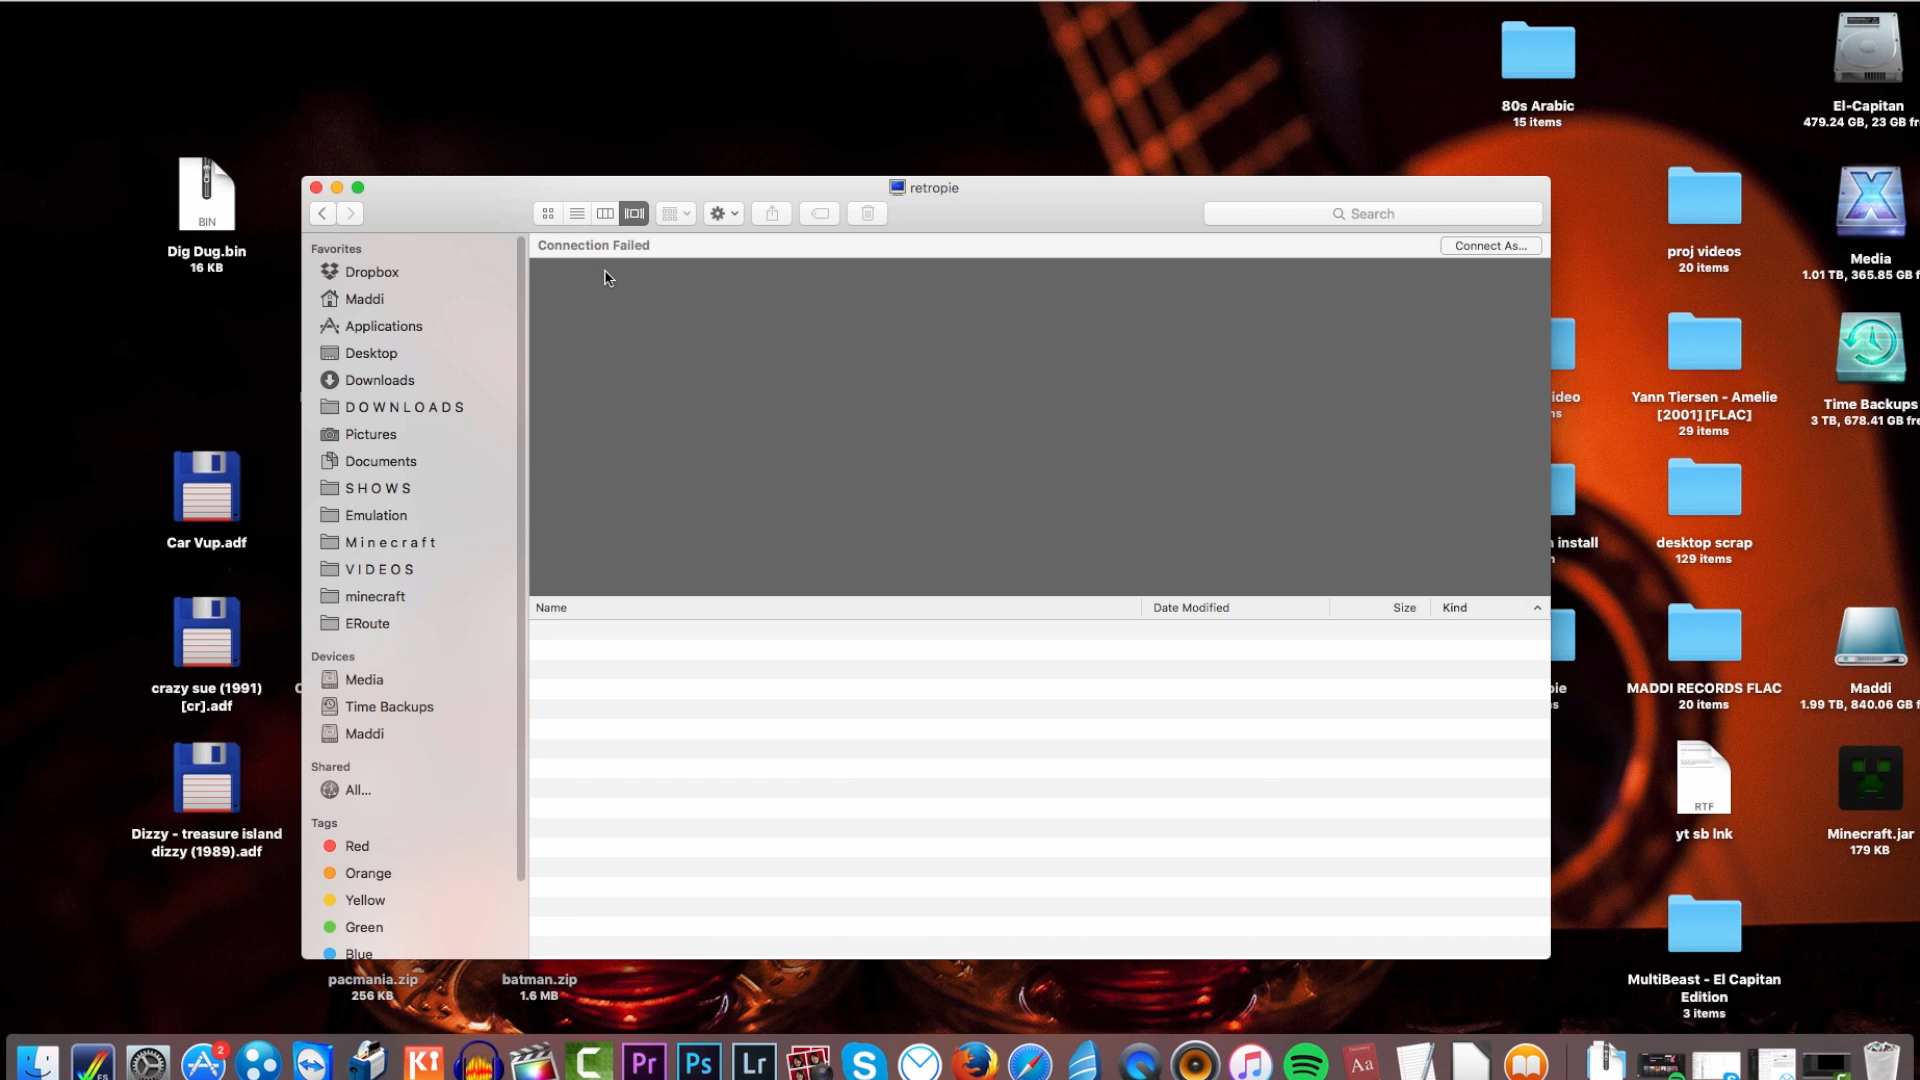 80s Arabic
15 items
El-Capitan
479.24 GB, 23 GB fr
BIN
Dig Dug.bin
16 KB
proj videos
20 items
Media
1.01 TB, 365.85 GB f
retropie
Search
Connection Failed
Connect As...
Favorites
Dropbox
Maddi
Applications
Desktop
Downloads
D O W N L O A D S
Pictures
Documents
S H O W S
Emulation
M i n e c r a f t
V I D E O S
minecraft
ERoute
Devices
Media
Time Backups
Maddi
Shared
All...
Tags
Red
Orange
Yellow
Green
Blue
Name
Date Modified
Size
Kind
ideo
Yann Tiersen - Amelie
[2001] [FLAC]
29 items
Time Backups
3 TB, 678.41 GB fre
Car Vup.adf
install
desktop scrap
129 items
crazy sue (1991)
[cr].adf
MADDI RECORDS FLAC
20 items
Maddi
1.99 TB, 840.06 GB f
Dizzy - treasure island
dizzy (1989).adf
RTF
yt sb lnk
Minecraft.jar
179 KB
pacmania.zip
256 KB
batman.zip
1.6 MB
MultiBeast - El Capitan
Edition
3 items
2
Pr
Ps
Lr
Aa